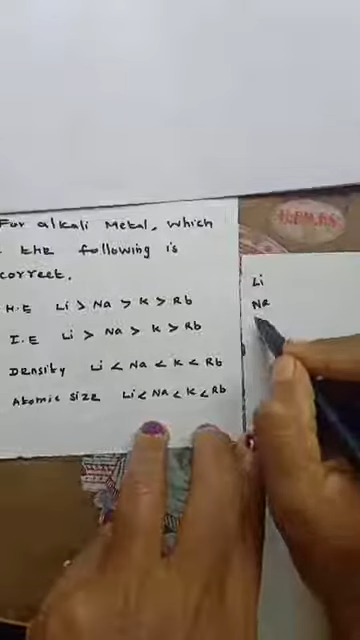 For alkali Metal, which
the following is
correct.
H.E Li > Na > K > Rb
I.E Li > Na > K > Rb
Density Li < Na < K < Rb
Atomic size Li < Na < K < Rb
Li
Na